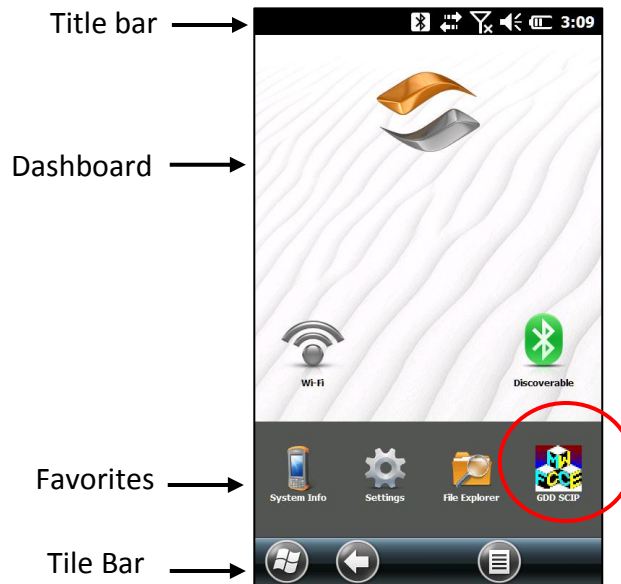 Title bar
3:09
Dashboard
Wi-Fi
Discoverable
Favorites
System Info
Settings
File Explorer
GDD SCIP
Tile Bar